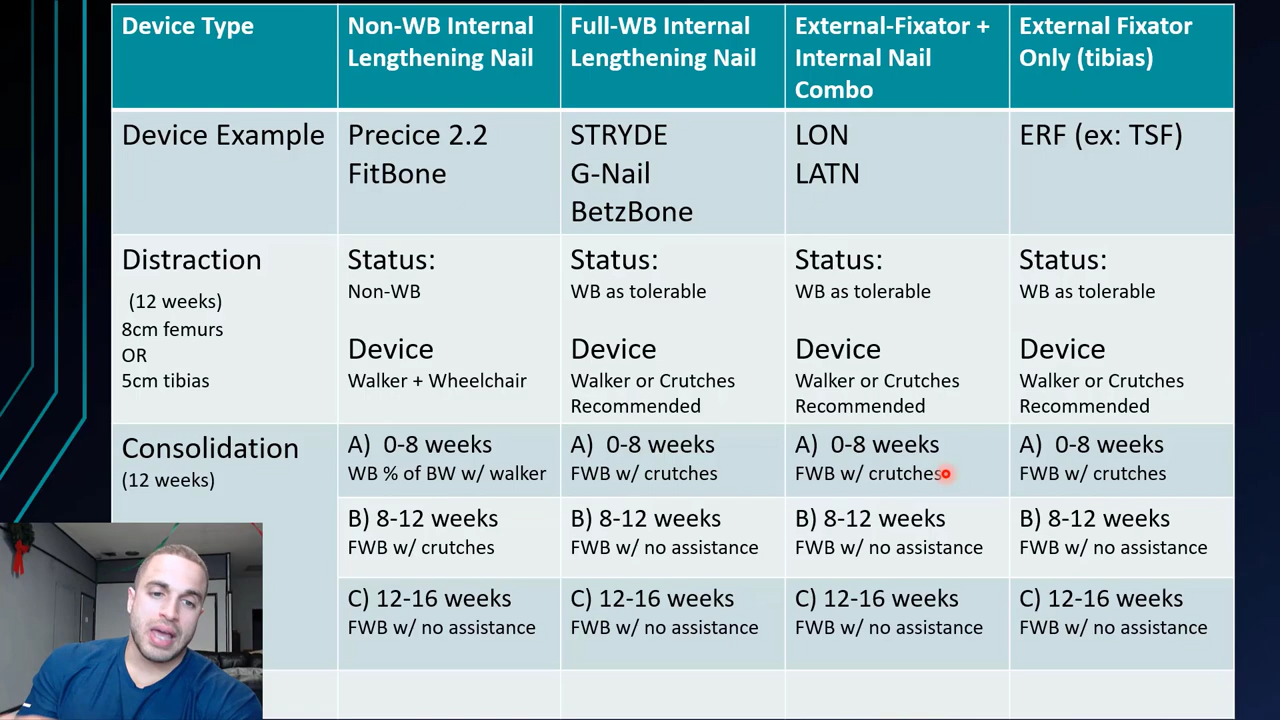 Device Type
Non-WB Internal
Lengthening Nail
Full-WB Internal
Lengthening Nail
External-Fixator +
Internal Nail
Combo
External Fixator
Only (tibias)
Device Example
Precice 2.2
FitBone
STRYDE
G-Nail
BetzBone
LON
LATN
ERF (ex: TSF)
Distraction
(12 weeks)
8cm femurs
OR
5cm tibias
Status:
Non-WB
Device
Walker + Wheelchair
Status:
WB as tolerable
Device
Walker or Crutches
Recommended
Status:
WB as tolerable
Device
Walker or Crutches
Recommended
Status:
WB as tolerable
Device
Walker or Crutches
Recommended
Consolidation
(12 weeks)
A) 0-8 weeks
WB % of BW w/ walker
A) 0-8 weeks
FWB w/ crutches
A) 0-8 weeks
FWB w/ crutches
A) 0-8 weeks
FWB w/ crutches
B) 8-12 weeks
FWB w/ crutches
B) 8-12 weeks
FWB w/ no assistance
B) 8-12 weeks
FWB w/ no assistance
B) 8-12 weeks
FWB w/ no assistance
C) 12-16 weeks
FWB w/ no assistance
C) 12-16 weeks
FWB w/ no assistance
C) 12-16 weeks
FWB w/ no assistance
C) 12-16 weeks
FWB w/ no assistance